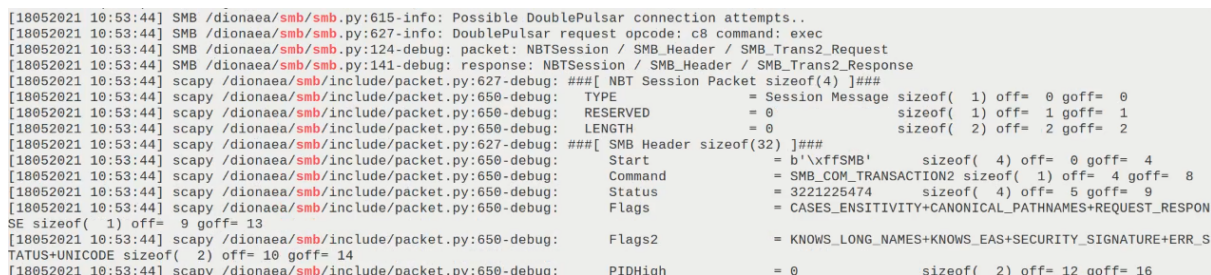 [18052021 10:53:44] SMB /dionaea/smb/smb.py:615-info: Possible DoublePulsar connection attempts..
[18052021 10:53:44] SMB /dionaea/smb/smb.py:627-info: DoublePulsar request opcode: c8 command: exec
[18052021 10:53:44] SMB /dionaea/smb/smb.py:124-debug: packet: NBTSession / SMB_Header / SMB_Trans2_Request
[18052021 10:53:44] SMB /dionaea/smb/smb.py:141-debug: response: NBTSession / SMB_Header / SMB_Trans2_Response
[18052021 10:53:44] scapy /dionaea/smb/include/packet.py:627-debug: ###[ NBT Session Packet sizeof(4) ]###
[18052021 10:53:44] scapy /dionaea/smb/include/packet.py:650-debug:   TYPE                = Session Message sizeof(  1) off=  0 goff=  0
[18052021 10:53:44] scapy /dionaea/smb/include/packet.py:650-debug:   RESERVED            = 0               sizeof(  1) off=  1 goff=  1
[18052021 10:53:44] scapy /dionaea/smb/include/packet.py:650-debug:   LENGTH              = 0               sizeof(  2) off=  2 goff=  2
[18052021 10:53:44] scapy /dionaea/smb/include/packet.py:627-debug: ###[ SMB Header sizeof(32) ]###
[18052021 10:53:44] scapy /dionaea/smb/include/packet.py:650-debug:      Start                = b'\xffSMB'      sizeof(  4) off=  0 goff=  4
[18052021 10:53:44] scapy /dionaea/smb/include/packet.py:650-debug:      Command              = SMB_COM_TRANSACTION2 sizeof(  1) off=  4 goff=  8
[18052021 10:53:44] scapy /dionaea/smb/include/packet.py:650-debug:      Status               = 3221225474      sizeof(  4) off=  5 goff=  9
[18052021 10:53:44] scapy /dionaea/smb/include/packet.py:650-debug:      Flags                = CASES_ENSITIVITY+CANONICAL_PATHNAMES+REQUEST_RESPON
SE sizeof(  1) off=  9 goff= 13
[18052021 10:53:44] scapy /dionaea/smb/include/packet.py:650-debug:      Flags2               = KNOWS_LONG_NAMES+KNOWS_EAS+SECURITY_SIGNATURE+ERR_S
TATUS+UNICODE sizeof(  2) off= 10 goff= 14
[18052021 10:53:44] scapy /dionaea/smb/include/packet.py:650-debug:      PIDHigh              = 0               sizeof(  2) off= 12 goff= 16